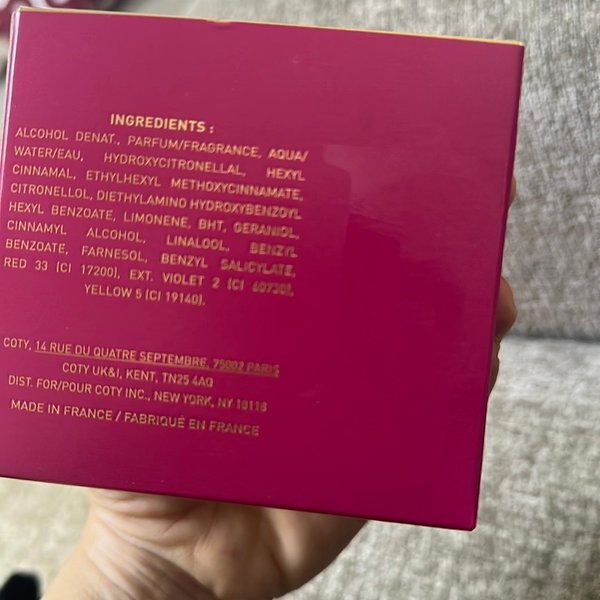 INGREDIENTS :
ALCOHOL DENAT., PARFUM/FRAGRANCE, AQUA/
WATER/EAU, HYDROXYCITRONELLAL, HEXYL
CINNAMAL, ETHYLHEXYL METHOXYCINNAMATE,
CITRONELLOL, DIETHYLAMINO HYDROXYBENZOYL
HEXYL BENZOATE, LIMONENE, BHT, GERANIOL,
CINNAMYL ALCOHOL, LINALOOL, BENZYL
BENZOATE, FARNESOL, BENZYL SALICYLATE,
RED 33 (CI 17200), EXT. VIOLET 2 (CI 60730),
YELLOW 5 (CI 19140).
COTY, 14 RUE DU QUATRE SEPTEMBRE, 75002 PARIS
COTY UK&I, KENT, TN25 4AQ
DIST. FOR/POUR COTY INC., NEW YORK, NY 10118
MADE IN FRANCE / FABRIQUÉ EN FRANCE